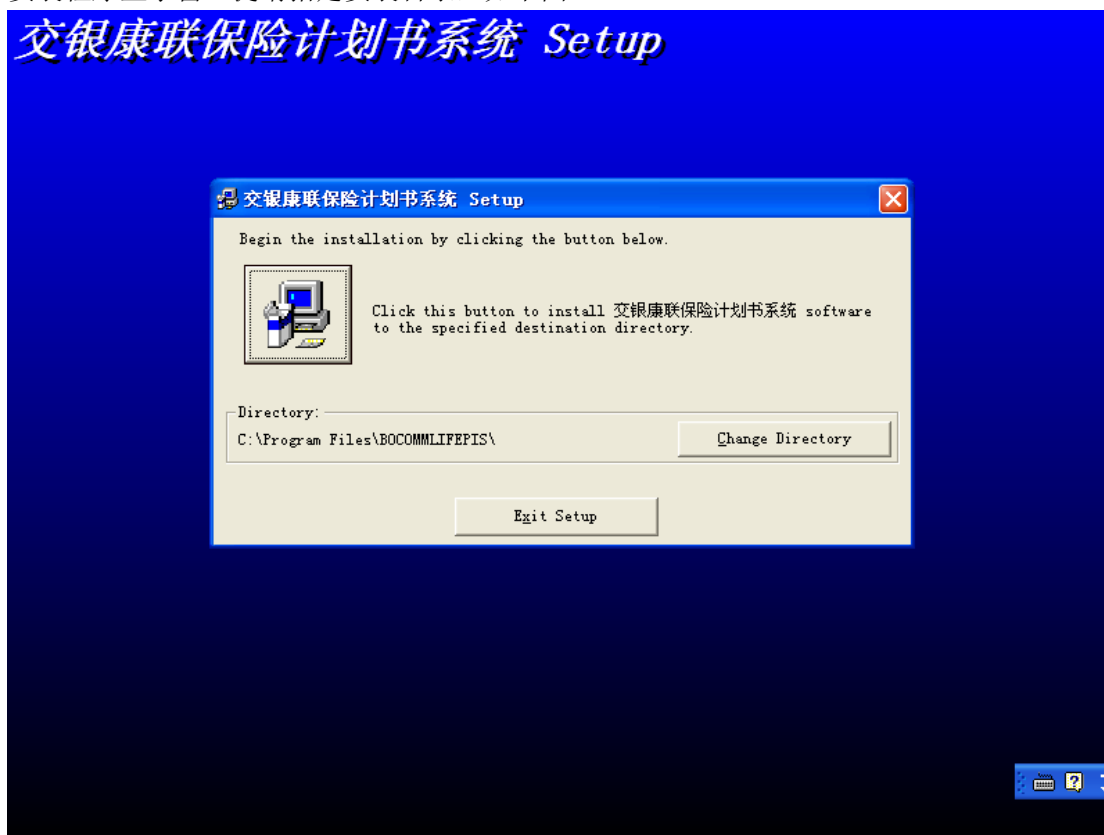 交银康联保险计划书系统 Setup
交银康联保险计划书系统 Setup
Begin the installation by clicking the button below.
Click this button to install 交银康联保险计划书系统 software
to the specified destination directory.
Directory:
C:\Program Files\BOCOMMLIFEPIS\
Change Directory
Exit Setup